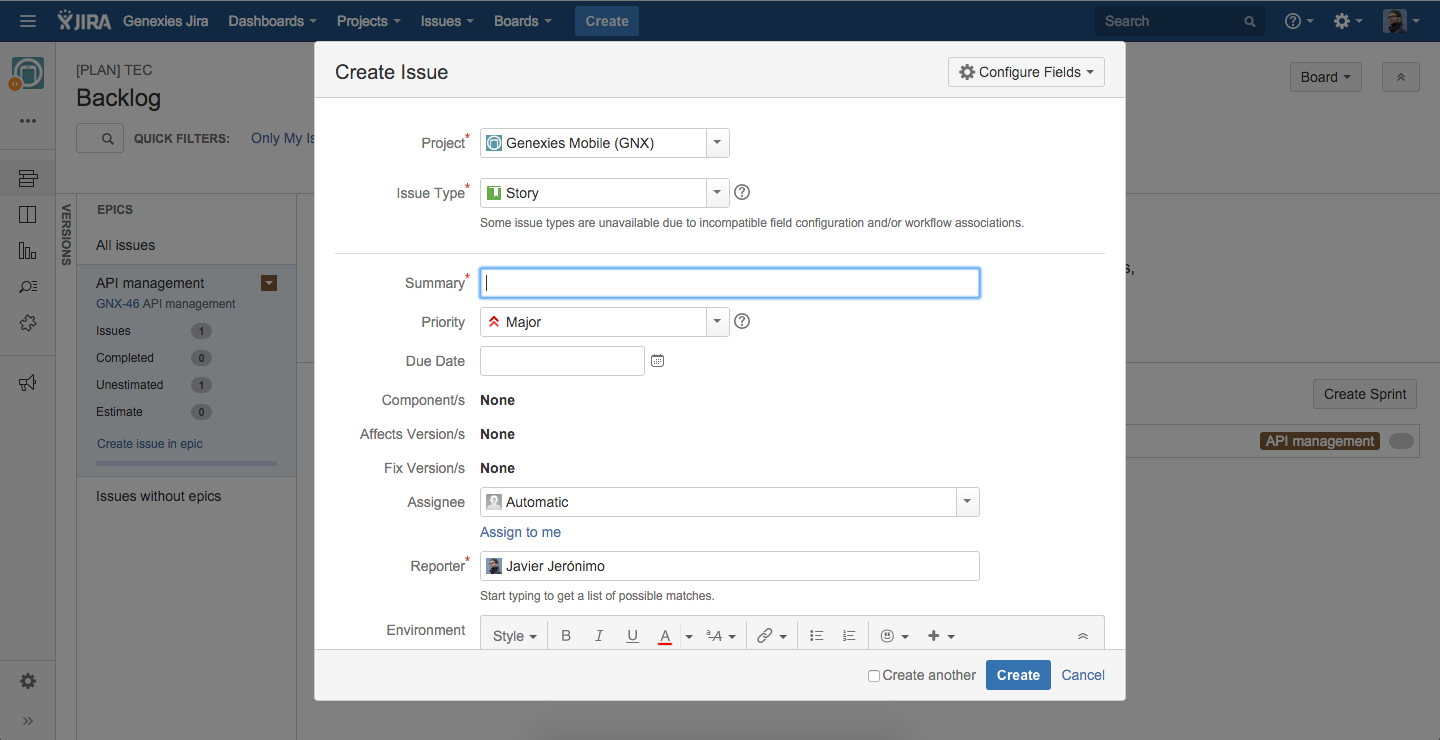 JIRA Genexies Jira Dashboards Projects Issues Boards Create Search
[PLAN] TEC
Backlog
QUICK FILTERS: Only My Is
Board
VERSIONS
EPICS
All issues
API management
GNX-46 API management
Issues 1
Completed 0
Unestimated 1
Estimate 0
Create issue in epic
Issues without epics
Create Issue
Configure Fields
Project* Genexies Mobile (GNX)
Issue Type* Story
Some issue types are unavailable due to incompatible field configuration and/or workflow associations.
Summary*
Priority Major
Due Date
Component/s None
Affects Version/s None
Fix Version/s None
Assignee Automatic
Assign to me
Reporter* Javier Jerónimo
Start typing to get a list of possible matches.
Environment Style B I U A ªA
Create another Create Cancel
s,
Create Sprint
API management